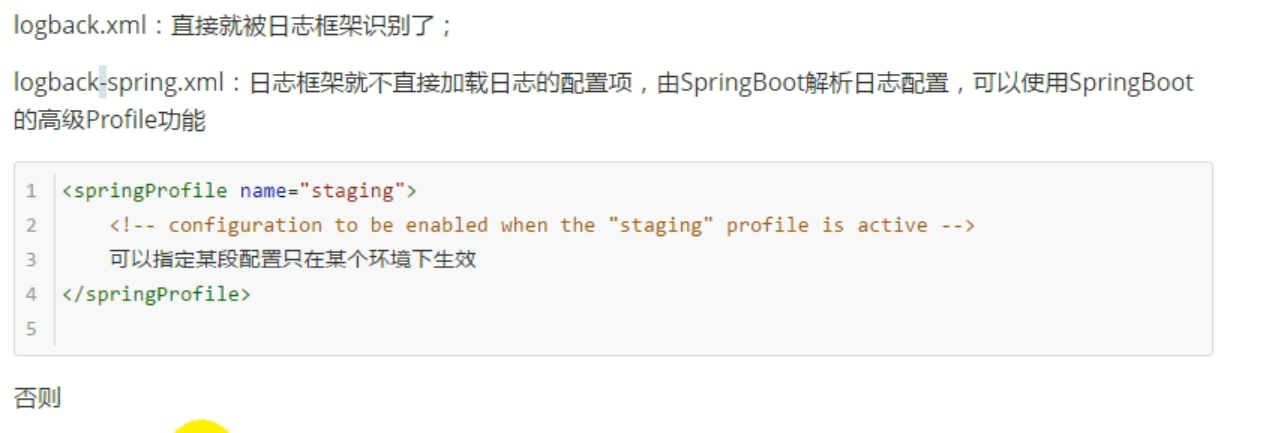 logback.xml：直接就被日志框架识别了；
logback-spring.xml：日志框架就不直接加载日志的配置项，由SpringBoot解析日志配置，可以使用SpringBoot
的高级Profile功能
1 <springProfile name="staging">
2 <!-- configuration to be enabled when the "staging" profile is active -->
3 可以指定某段配置只在某个环境下生效
4 </springProfile>
5
否则